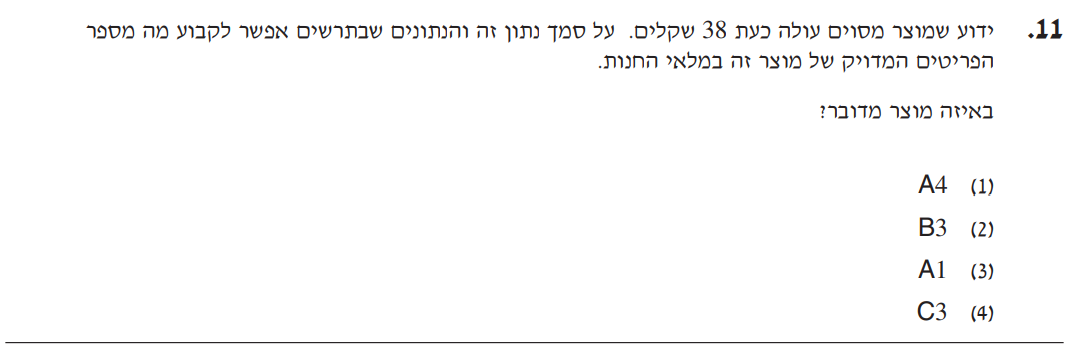 11. ידוע שמוצר מסוים עולה כעת 38 שקלים. על סמך נתון זה והנתונים שבתרשים אפשר לקבוע מה מספר
הפריטים המדויק של מוצר זה במלאי החנות.
באיזה מוצר מדובר?
(1) A4
(2) B3
(3) A1
(4) C3